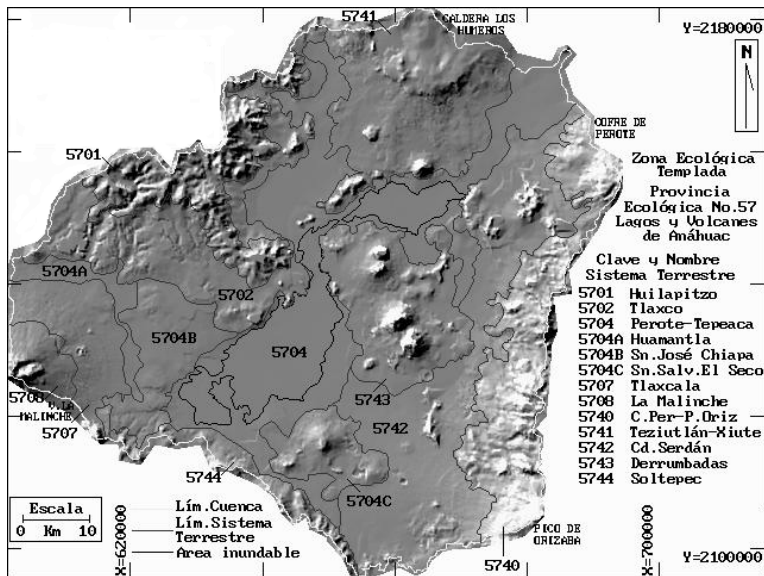 5741
CALDERA LOS
HUMEROS
Y=2180000
N
COFRE DE
PEROTE
5701
Zona Ecológica
Templada
Provincia
Ecológica No.57
Lagos y Volcanes
de Anáhuac
Clave y Nombre
Sistema Terrestre
5701 Huilapitzo
5702 Tlaxco
5704 Perote-Tepeaca
5704A Huamantla
5704B Sn.José Chiapa
5704C Sn.Salv.El Seco
5707 Tlaxcala
5708 La Malinche
5740 C.Per-P.Oriz
5741 Teziutlán-Xiute
5742 Cd.Serdán
5743 Derrumbadas
5744 Soltepec
5704A
5702
5704B
5704
5708
V.LA
MALINCHE
5743
5707
5742
5744
5704C
Escala
0 Km 10
Lím.Cuenca
Lím.Sistema
Terrestre
Area inundable
PICO DE
ORIZABA
5740
X=620000
X=700000
Y=2100000